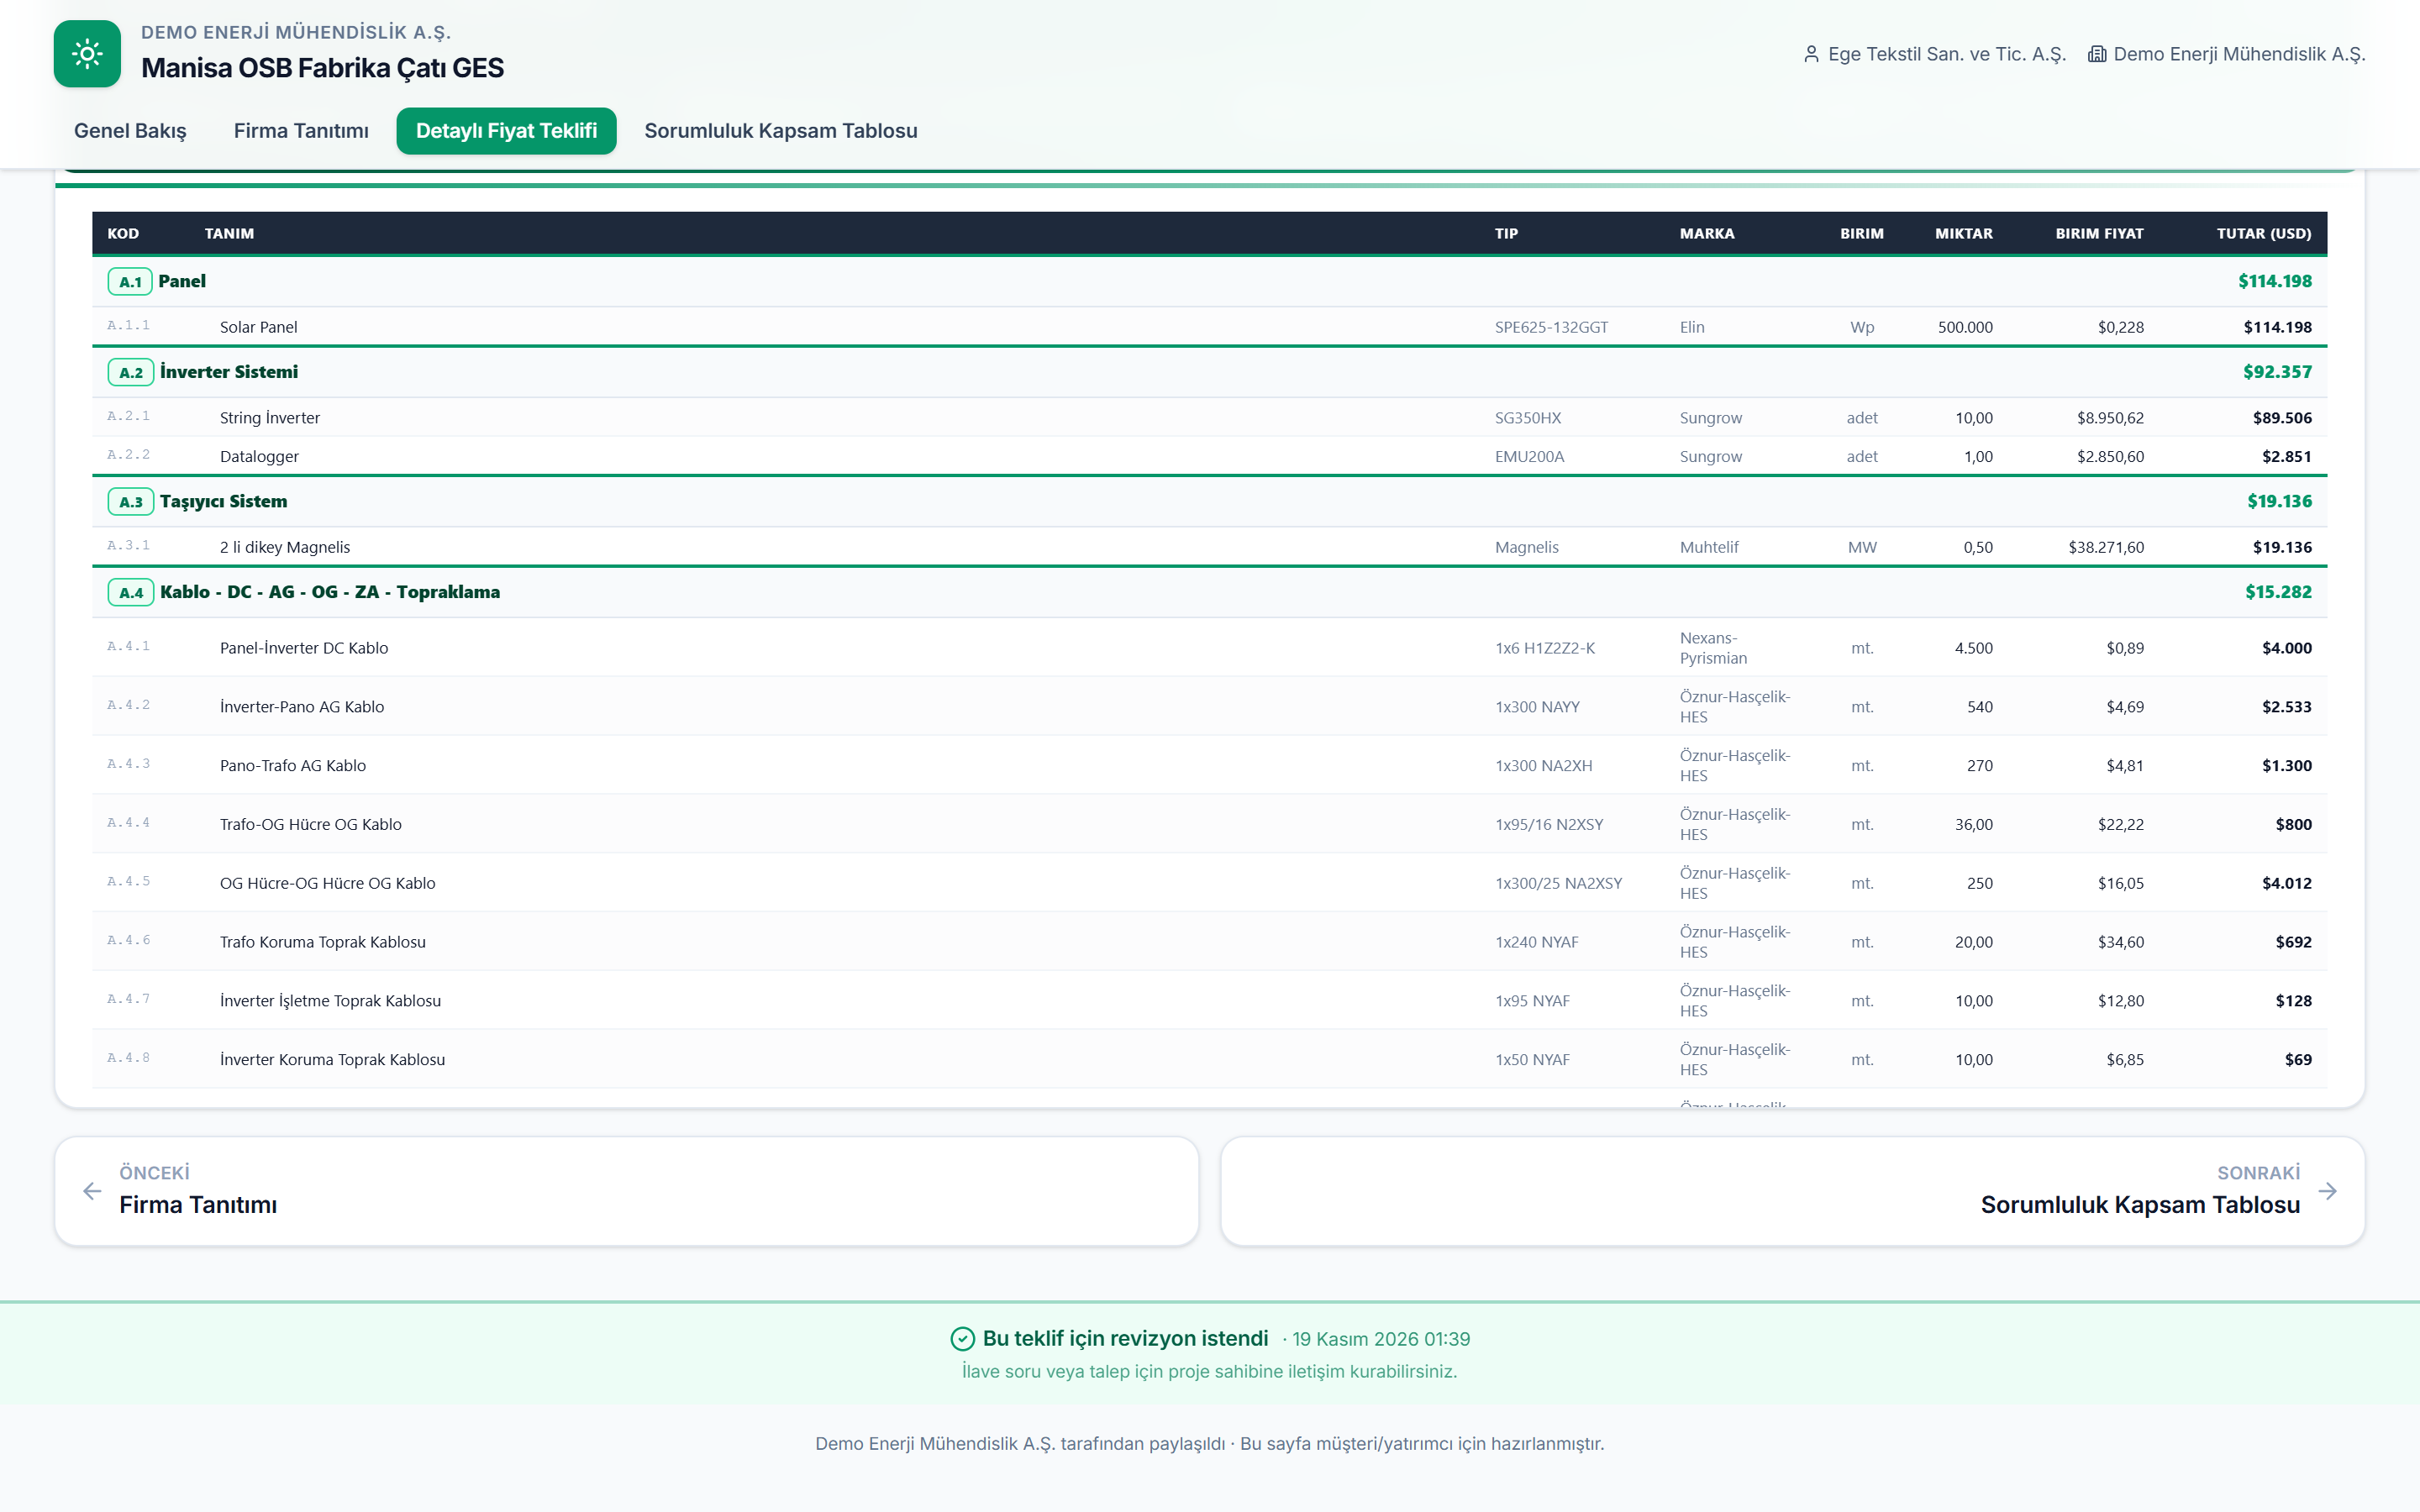 DEMO ENERJİ MÜHENDİSLİK A.Ş.
Manisa OSB Fabrika Çatı GES
Ege Tekstil San. ve Tic. A.Ş. Demo Enerji Mühendislik A.Ş.
Genel Bakış Firma Tanıtımı Detaylı Fiyat Teklifi Sorumluluk Kapsam Tablosu
KOD TANIM TIP MARKA BIRIM MIKTAR BIRIM FIYAT TUTAR (USD)
A.1 Panel $114.198
A.1.1 Solar Panel SPE625-132GGT Elin Wp 500.000 $0,228 $114.198
A.2 İnverter Sistemi $92.357
A.2.1 String İnverter SG350HX Sungrow adet 10,00 $8.950,62 $89.506
A.2.2 Datalogger EMU200A Sungrow adet 1,00 $2.850,60 $2.851
A.3 Taşıyıcı Sistem $19.136
A.3.1 2 li dikey Magnelis Magnelis Muhtelif MW 0,50 $38.271,60 $19.136
A.4 Kablo - DC - AG - OG - ZA - Topraklama $15.282
A.4.1 Panel-İnverter DC Kablo 1x6 H1Z2Z2-K Nexans-Pyrismian mt. 4.500 $0,89 $4.000
A.4.2 İnverter-Pano AG Kablo 1x300 NAYY Öznur-Hasçelik-HES mt. 540 $4,69 $2.533
A.4.3 Pano-Trafo AG Kablo 1x300 NA2XH Öznur-Hasçelik-HES mt. 270 $4,81 $1.300
A.4.4 Trafo-OG Hücre OG Kablo 1x95/16 N2XSY Öznur-Hasçelik-HES mt. 36,00 $22,22 $800
A.4.5 OG Hücre-OG Hücre OG Kablo 1x300/25 NA2XSY Öznur-Hasçelik-HES mt. 250 $16,05 $4.012
A.4.6 Trafo Koruma Toprak Kablosu 1x240 NYAF Öznur-Hasçelik-HES mt. 20,00 $34,60 $692
A.4.7 İnverter İşletme Toprak Kablosu 1x95 NYAF Öznur-Hasçelik-HES mt. 10,00 $12,80 $128
A.4.8 İnverter Koruma Toprak Kablosu 1x50 NYAF Öznur-Hasçelik-HES mt. 10,00 $6,85 $69
ÖNCEKİ
Firma Tanıtımı
SONRAKİ
Sorumluluk Kapsam Tablosu
Bu teklif için revizyon istendi · 19 Kasım 2026 01:39
İlave soru veya talep için proje sahibine iletişim kurabilirsiniz.
Demo Enerji Mühendislik A.Ş. tarafından paylaşıldı · Bu sayfa müşteri/yatırımcı için hazırlanmıştır.